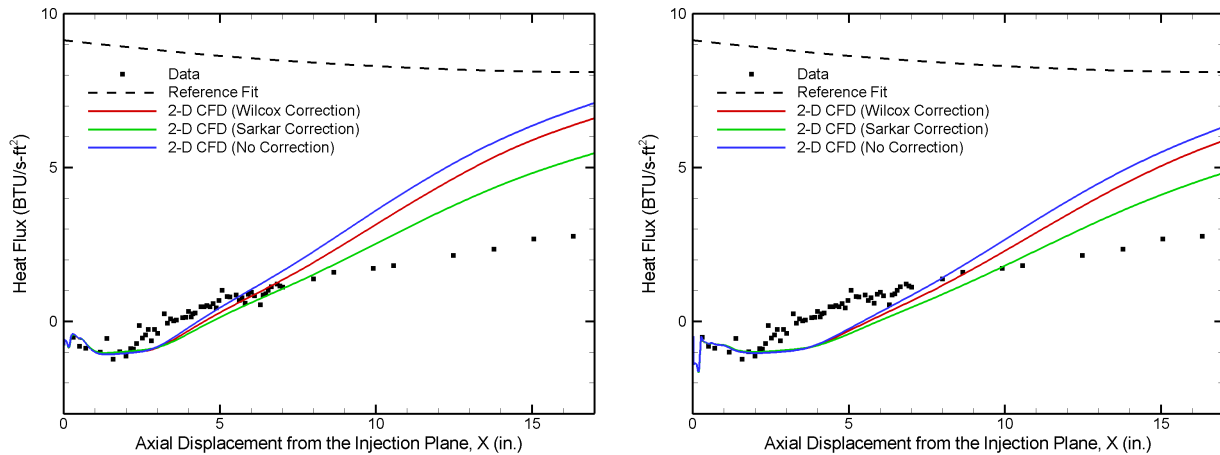 10
5
0
Heat Flux (BTU/s-ft²)
Data
Reference Fit
2-D CFD (Wilcox Correction)
2-D CFD (Sarkar Correction)
2-D CFD (No Correction)
0
5
10
15
Axial Displacement from the Injection Plane, X (in.)
10
5
0
Heat Flux (BTU/s-ft²)
Data
Reference Fit
2-D CFD (Wilcox Correction)
2-D CFD (Sarkar Correction)
2-D CFD (No Correction)
0
5
10
15
Axial Displacement from the Injection Plane, X (in.)